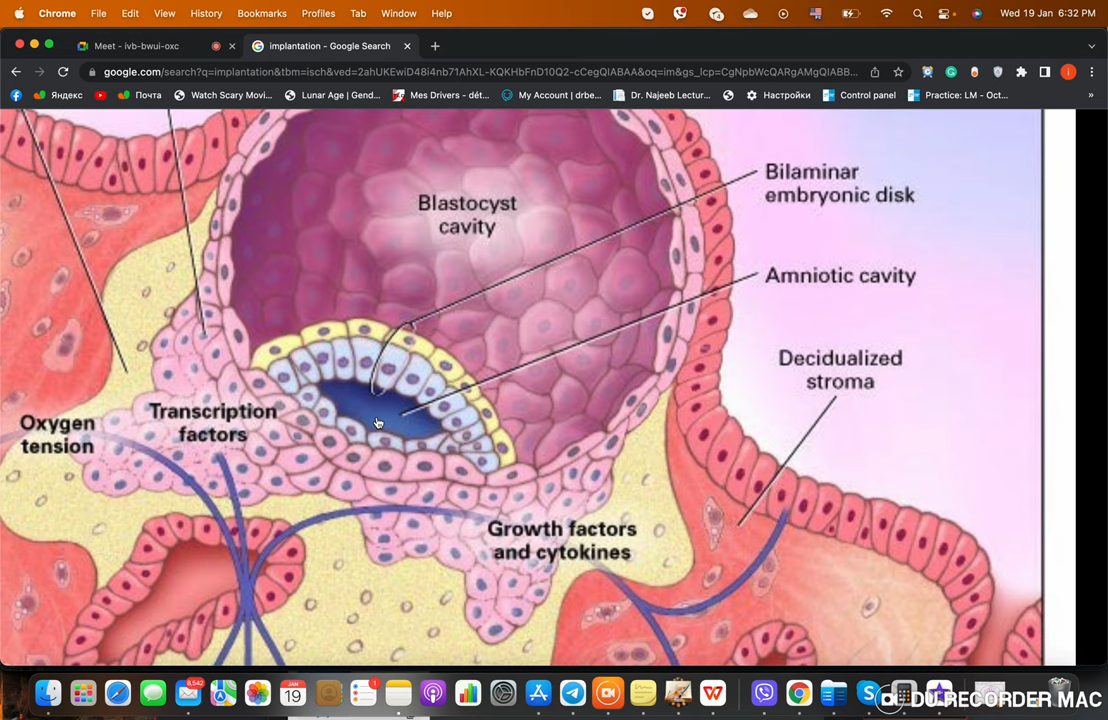 Chrome File Edit View History Bookmarks Profiles Tab Window Help
Wed 19 Jan 6:32 PM
Meet - ivb-bwui-oxc
implantation - Google Search
google.com/search?q=implantation&tbm=isch&ved=2ahUKEwiD48i4nb71AhXL-KQKHbFnD10Q2-cCegQIABAA&oq=im&gs_lcp=CgNpbWcQARgAMgQIABB...
Яндекс
Почта
Watch Scary Movi...
Lunar Age | Gend...
Mes Drivers - dét...
My Account | drbe...
Dr. Najeeb Lectur...
Настройки
Control panel
Practice: LM - Oct...
Blastocyst
cavity
Bilaminar
embryonic disk
Amniotic cavity
Decidualized
stroma
Oxygen
tension
Transcription
factors
Growth factors
and cytokines
8,542
JAN
19
1
DU RECORDER MAC